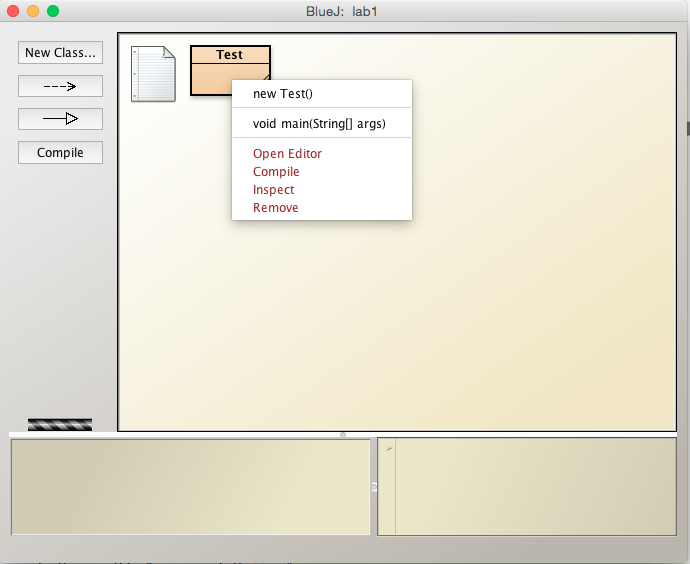 BlueJ: lab1
New Class...
Compile
Test
new Test()
void main(String[] args)
Open Editor
Compile
Inspect
Remove